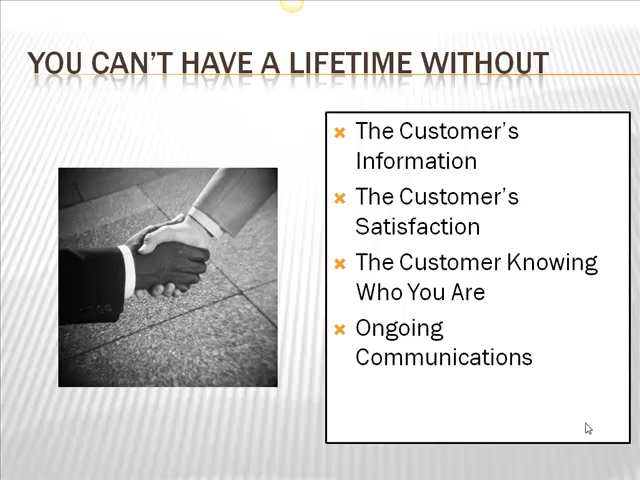 YOU CAN'T HAVE A LIFETIME WITHOUT
The Customer's
Information
The Customer's
Satisfaction
The Customer Knowing
Who You Are
Ongoing
Communications